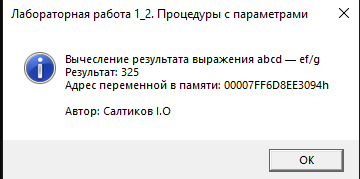 Лабораторная работа 1_2. Процедуры с параметрами
Вычесление результата выражения abcd — ef/g
Результат: 325
Адрес переменной в памяти: 00007FF6D8EE3094h
Автор: Салтиков I.O
OK